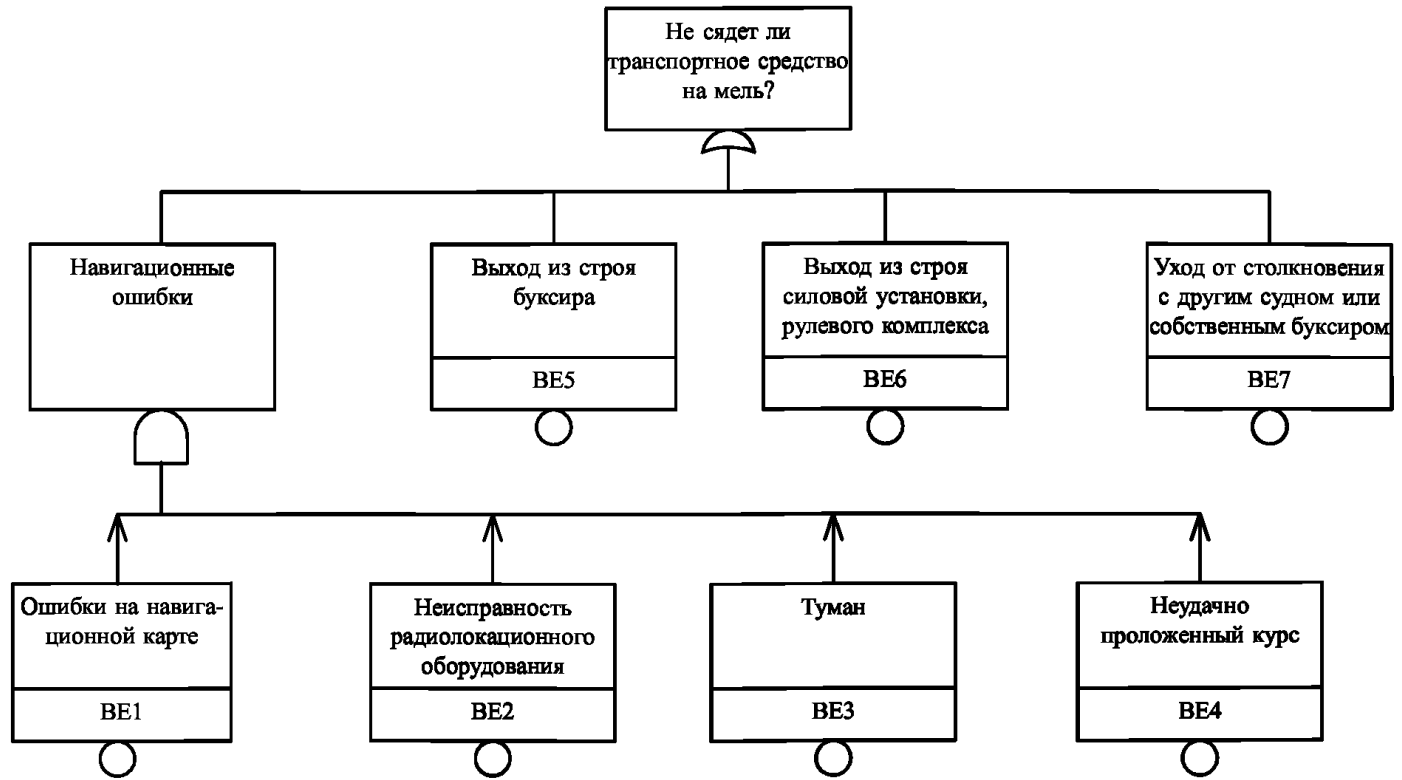 Не сядет ли
транспортное средство
на мель?
Навигационные
ошибки
Выход из строя
буксира
BE5
Выход из строя
силовой установки,
рулевого комплекса
BE6
Уход от столкновения
с другим судном или
собственным буксиром
BE7
Ошибки на навига-
ционной карте
BE1
Неисправность
радиолокационного
оборудования
BE2
Туман
BE3
Неудачно
проложенный курс
BE4